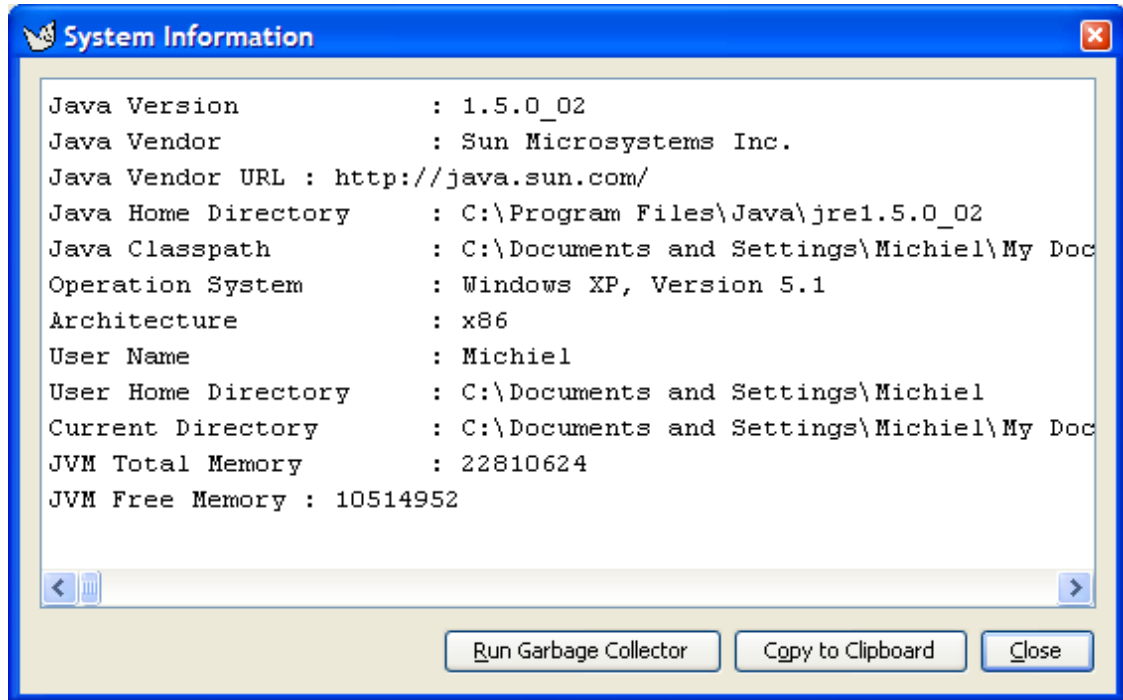 System Information
Java Version : 1.5.0_02
Java Vendor : Sun Microsystems Inc.
Java Vendor URL : http://java.sun.com/
Java Home Directory : C:\Program Files\Java\jre1.5.0_02
Java Classpath : C:\Documents and Settings\Michiel\My Doc
Operation System : Windows XP, Version 5.1
Architecture : x86
User Name : Michiel
User Home Directory : C:\Documents and Settings\Michiel
Current Directory : C:\Documents and Settings\Michiel\My Doc
JVM Total Memory : 22810624
JVM Free Memory : 10514952
Run Garbage Collector Copy to Clipboard Close